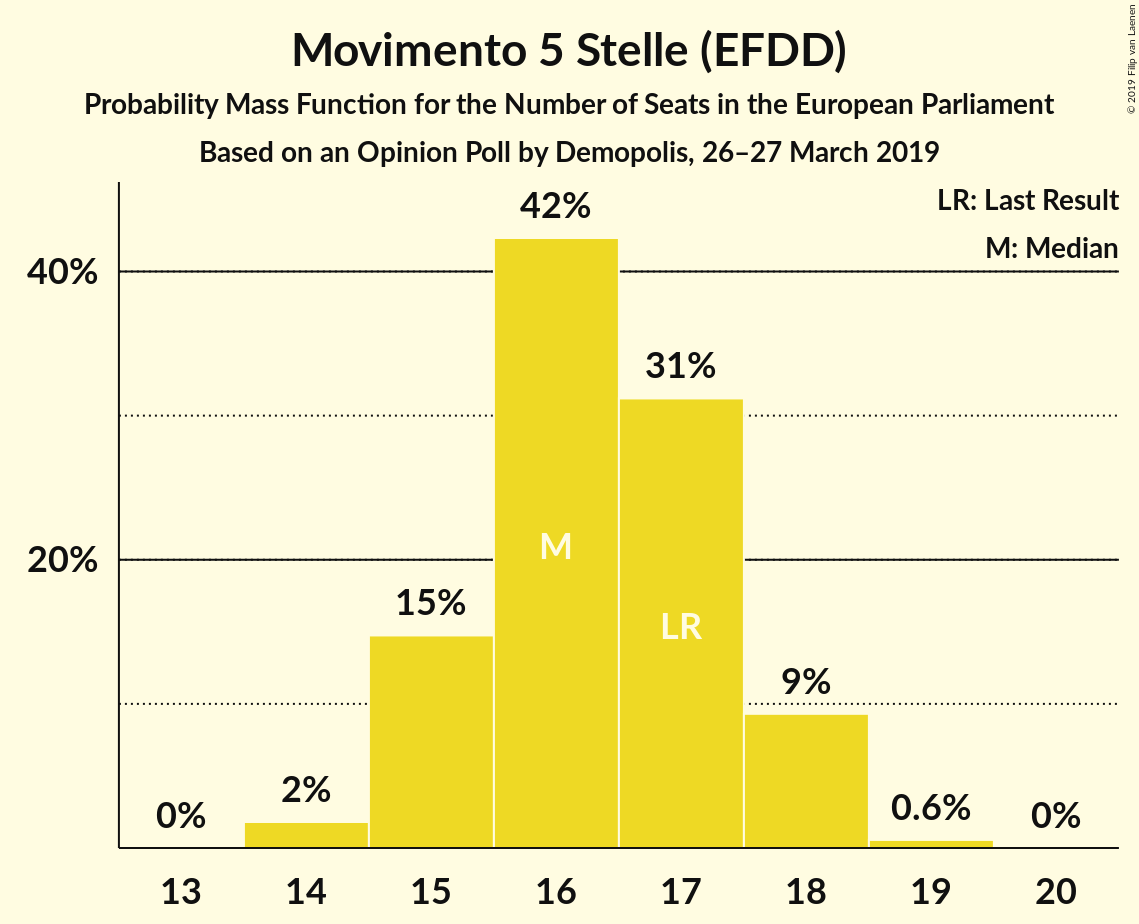 Movimento 5 Stelle (EFDD)
Probability Mass Function for the Number of Seats in the European Parliament
Based on an Opinion Poll by Demopolis, 26–27 March 2019
© 2019 Filip van Laenen
LR: Last Result
M: Median
40%
20%
0%
2%
15%
42%
31%
9%
0.6%
0%
M
LR
13 14 15 16 17 18 19 20